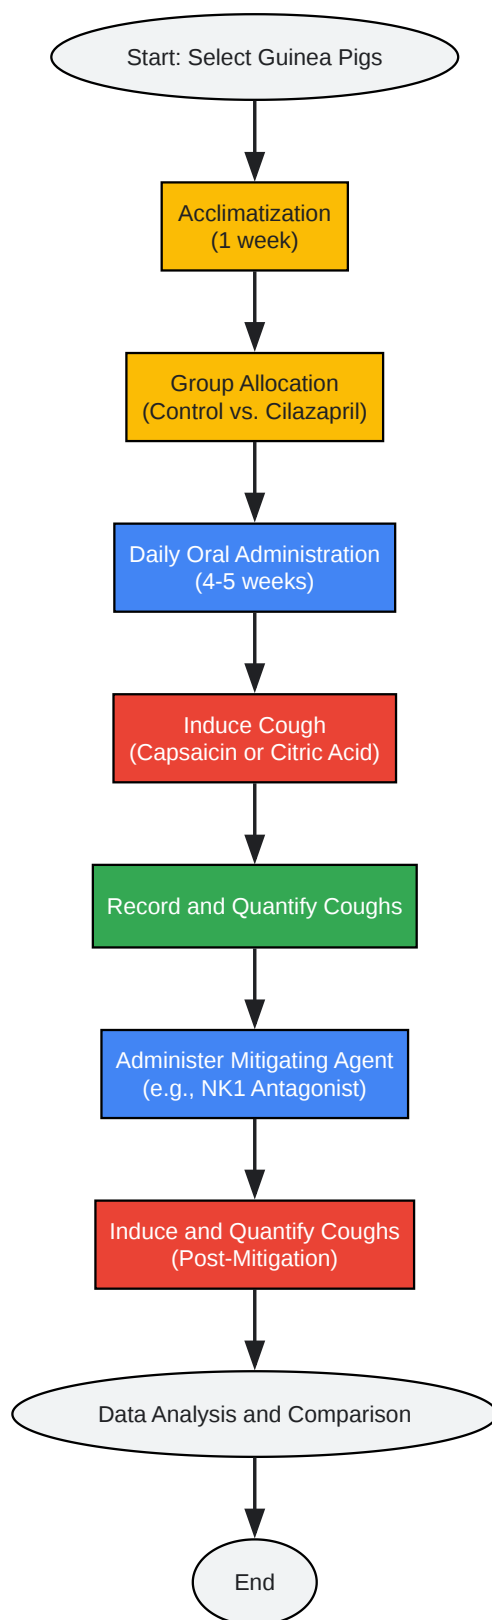 Start: Select Guinea Pigs
Acclimatization
(1 week)
Group Allocation
(Control vs. Cilazapril)
Daily Oral Administration
(4-5 weeks)
Induce Cough
(Capsaicin or Citric Acid)
Record and Quantify Coughs
Administer Mitigating Agent
(e.g., NK1 Antagonist)
Induce and Quantify Coughs
(Post-Mitigation)
Data Analysis and Comparison
End